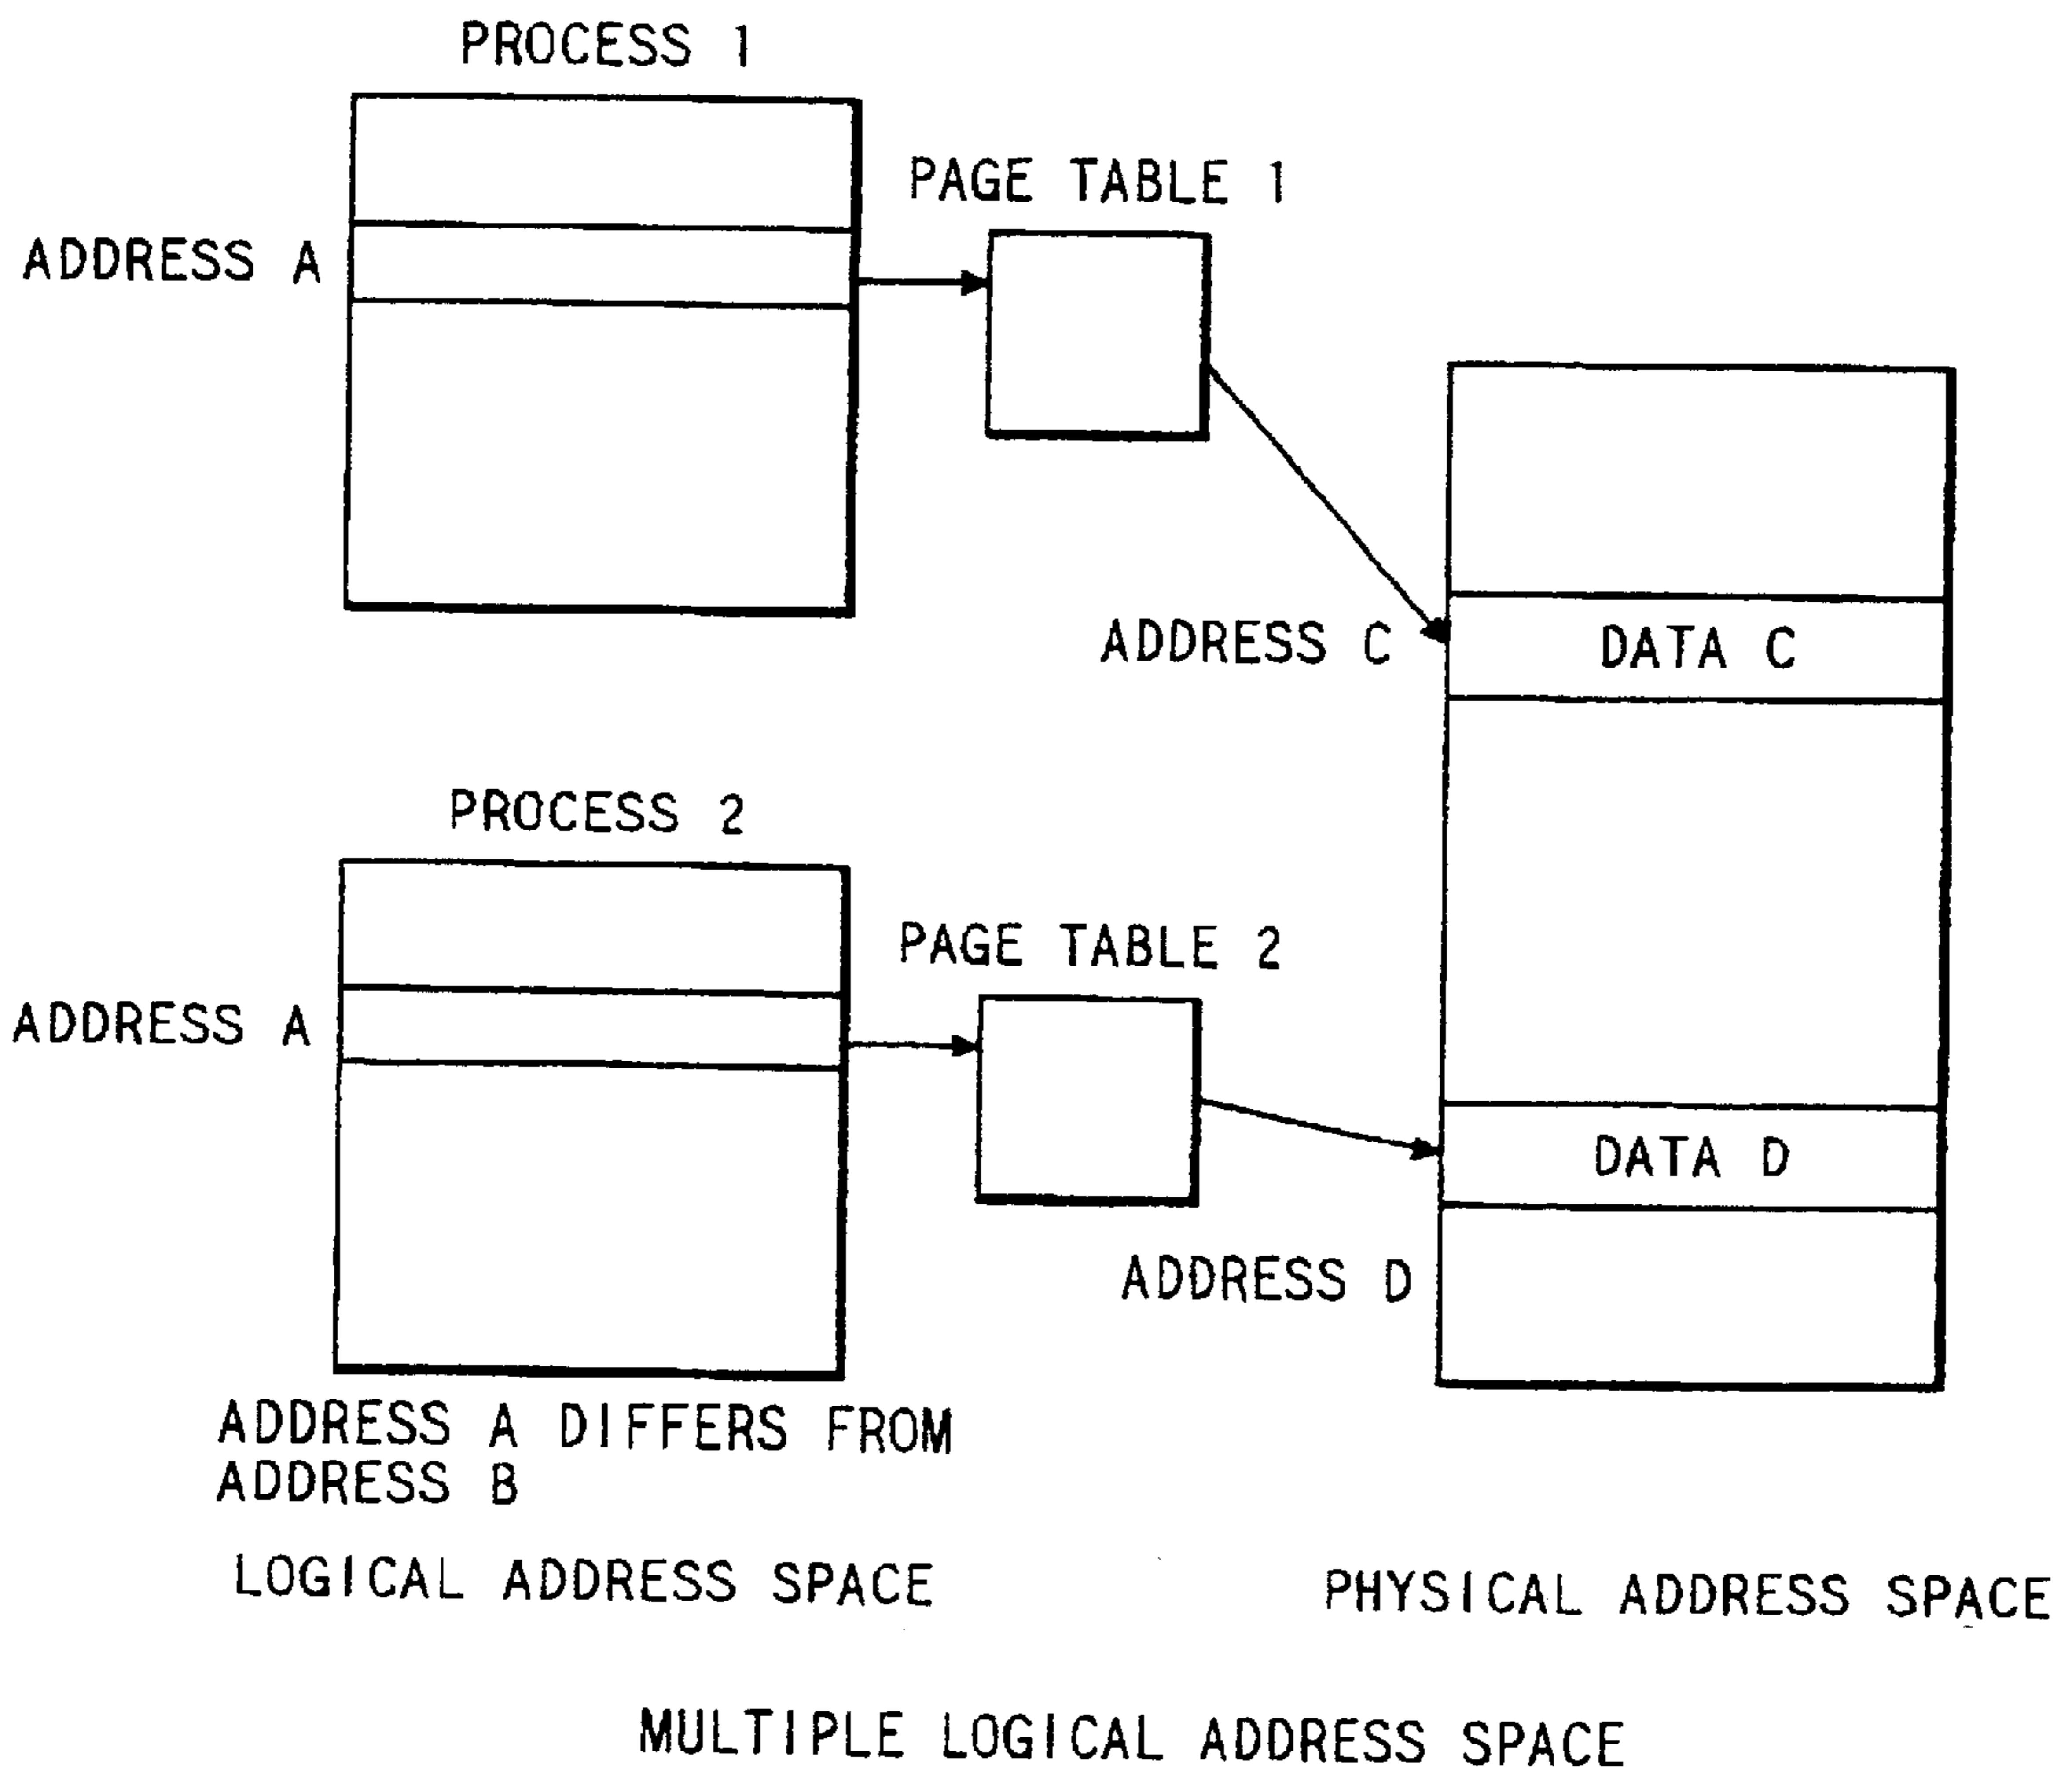 PROCESS 1
PAGE TABLE 1
ADDRESS A
ADDRESS C
DATA C
PROCESS 2
PAGE TABLE 2
ADDRESS A
DATA D
ADDRESS D
ADDRESS A DIFFERS FROM
ADDRESS B
LOGICAL ADDRESS SPACE
PHYSICAL ADDRESS SPACE
MULTIPLE LOGICAL ADDRESS SPACE